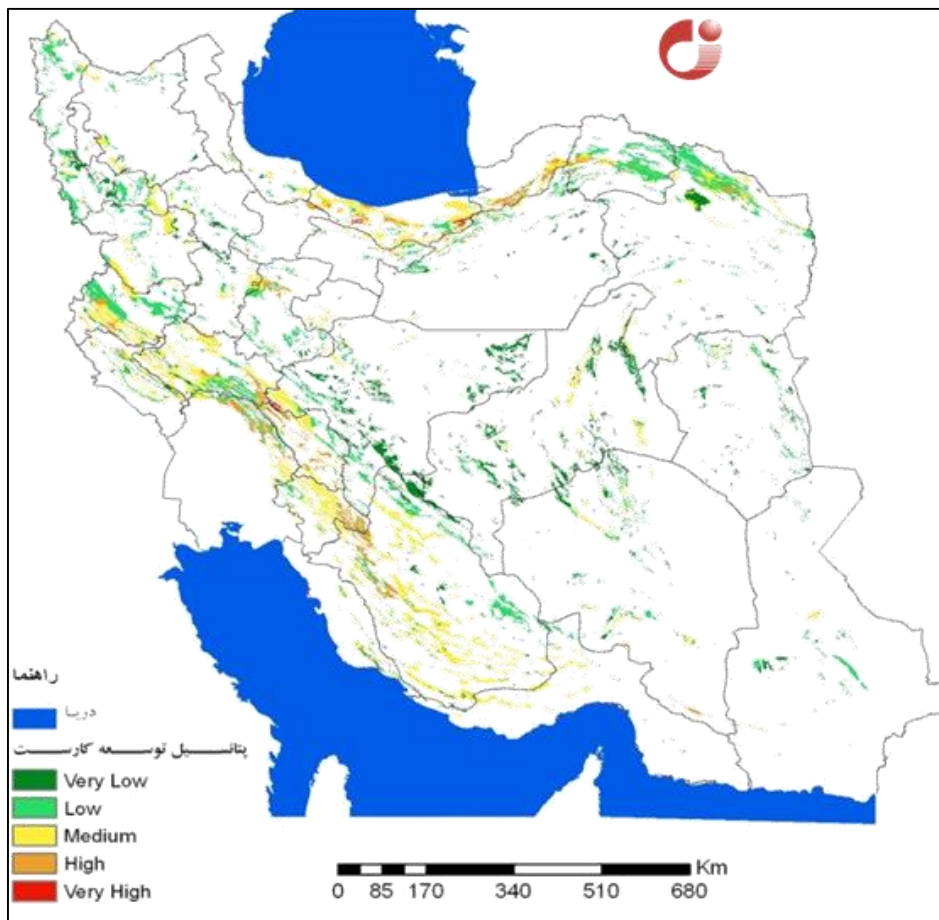 راهنما
دریا
پتانسیل توسعه کارست
Very Low
Low
Medium
High
Very High
Km
0 85 170 340 510 680